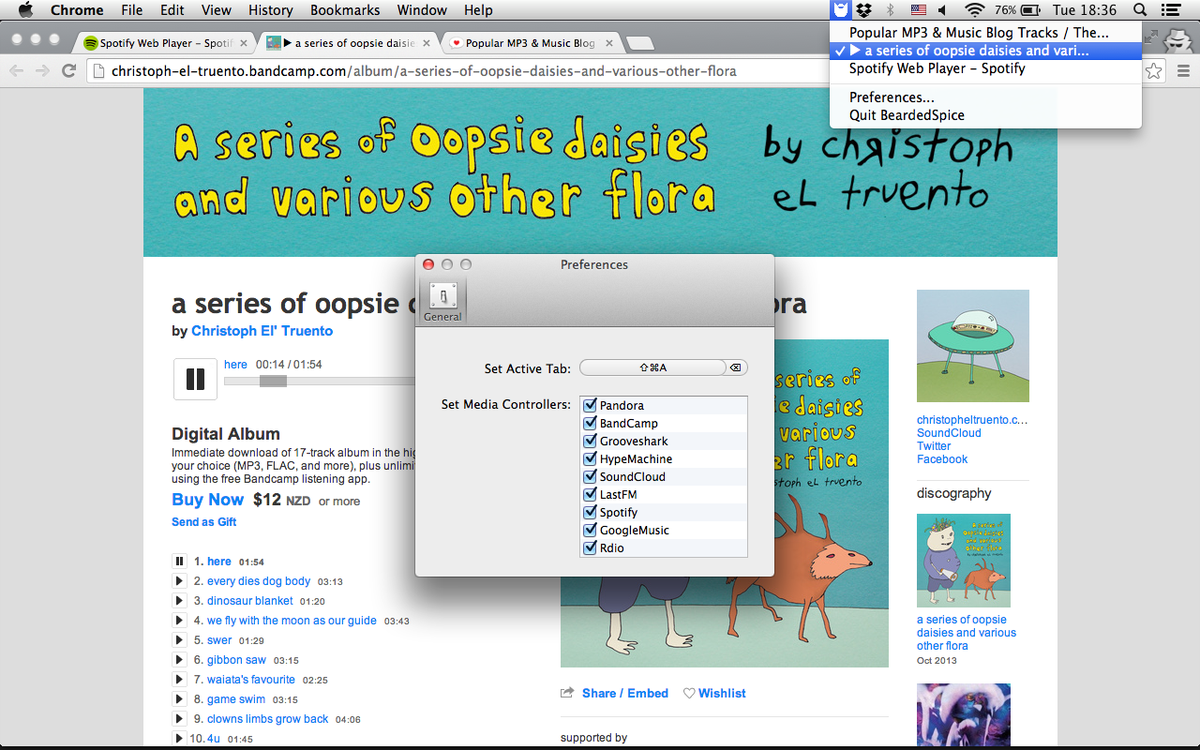 Chrome File Edit View History Bookmarks Window Help 76% Tue 18:36
Popular MP3 & Music Blog Tracks / The...
✓ ▶ a series of oopsie daisies and vari...
Spotify Web Player – Spotify
Preferences...
Quit BeardedSpice
Spotify Web Player – Spotif × ▶ a series of oopsie daisie × Popular MP3 & Music Blog ×
christoph-el-truento.bandcamp.com/album/a-series-of-oopsie-daisies-and-various-other-flora
A series of Oopsie daisies
and various other flora
by christoph
eL truento
Preferences
General
Set Active Tab: ⇧⌘A
Set Media Controllers:
Pandora
BandCamp
Grooveshark
HypeMachine
SoundCloud
LastFM
Spotify
GoogleMusic
Rdio
a series of oopsie
by Christoph El' Truento
here 00:14 / 01:54
Digital Album
Immediate download of 17-track album in the hig
your choice (MP3, FLAC, and more), plus unlimi
using the free Bandcamp listening app.
Buy Now $12 NZD or more
Send as Gift
1. here 01:54
2. every dies dog body 03:13
3. dinosaur blanket 01:20
4. we fly with the moon as our guide 03:43
5. swer 01:29
6. gibbon saw 03:15
7. waiata's favourite 02:25
8. game swim 03:15
9. clowns limbs grow back 04:06
10. 4u 01:45
series of
daisies
various
flora
eL truento
Share / Embed Wishlist
supported by
christopheltruento.c...
SoundCloud
Twitter
Facebook
discography
a series of oopsie
daisies and various
other flora
Oct 2013